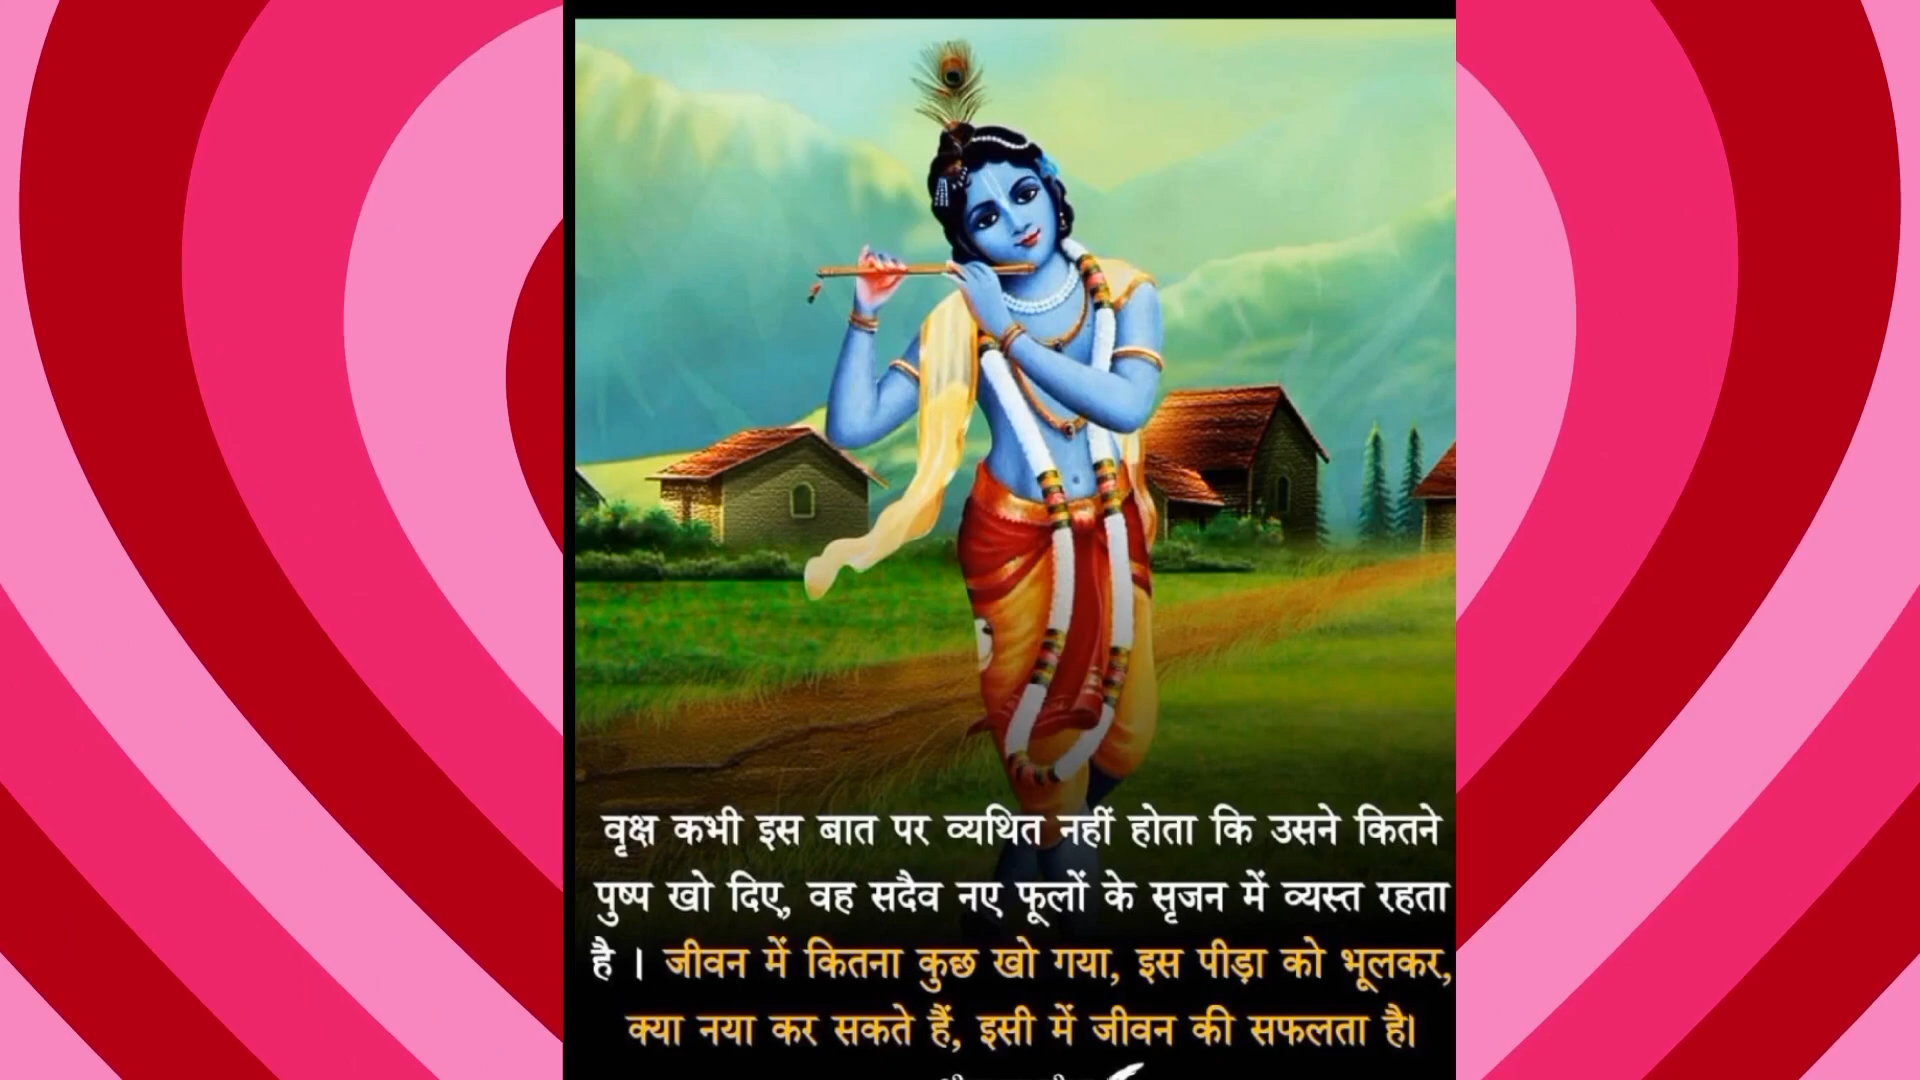 वृक्ष कभी इस बात पर व्यथित नहीं होता कि उसने कितने
पुष्प खो दिए, वह सदैव नए फूलों के सृजन में व्यस्त रहता
है । जीवन में कितना कुछ खो गया, इस पीड़ा को भूलकर,
क्या नया कर सकते हैं, इसी में जीवन की सफलता है।